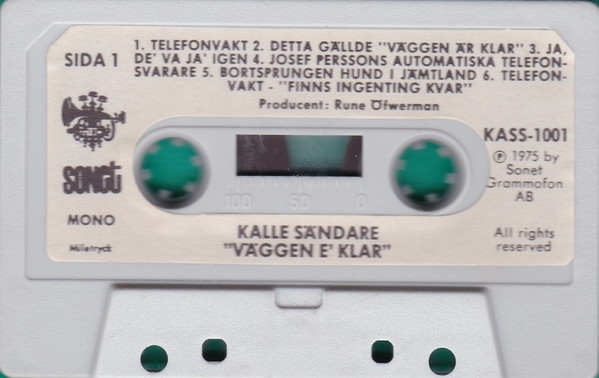 SIDA 1
1. TELEFONVAKT 2. DETTA GÄLLDE "VÄGGEN ÄR KLAR" 3. JA,
DE' VA JA' IGEN 4. JOSEF PERSSONS AUTOMATISKA TELEFON-
SVARARE 5. BORTSPRUNGEN HUND I JÄMTLAND 6. TELEFON-
VAKT - "FINNS INGENTING KVAR"
Producent: Rune Öfwerman
KASS-1001
℗ 1975 by
Sonet
Grammofon
AB
sonet
MONO
Miletryck
100 50 0
KALLE SÄNDARE
"VÄGGEN E' KLAR"
All rights
reserved